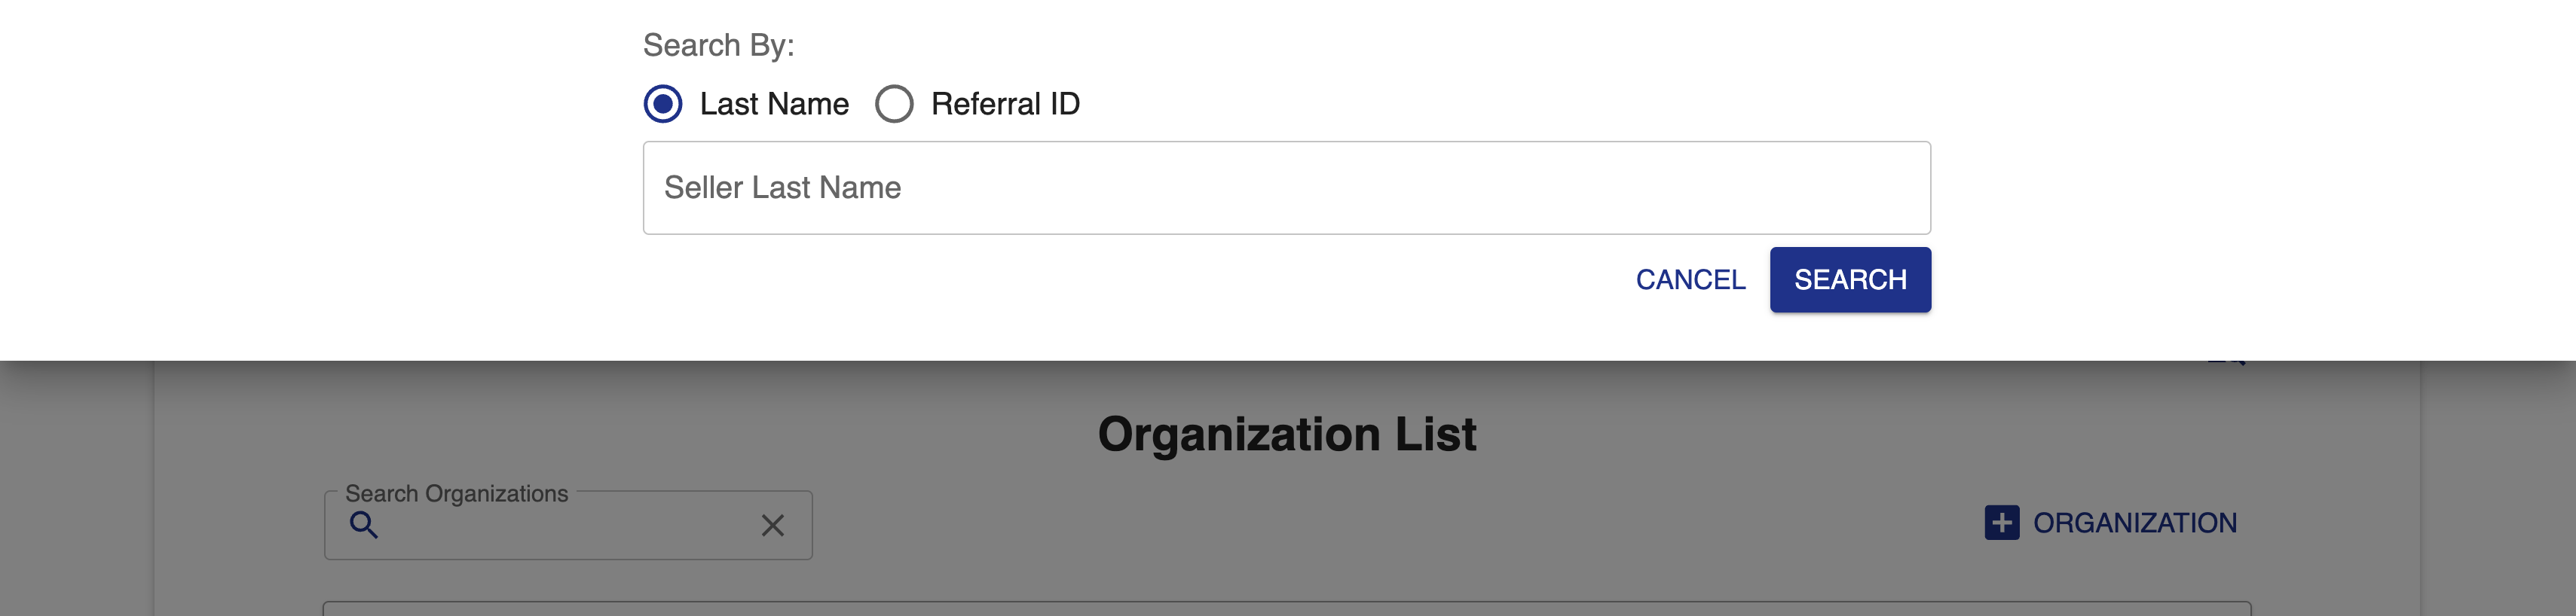 Search By:
Last Name Referral ID
Seller Last Name
CANCEL SEARCH
Organization List
Search Organizations
ORGANIZATION